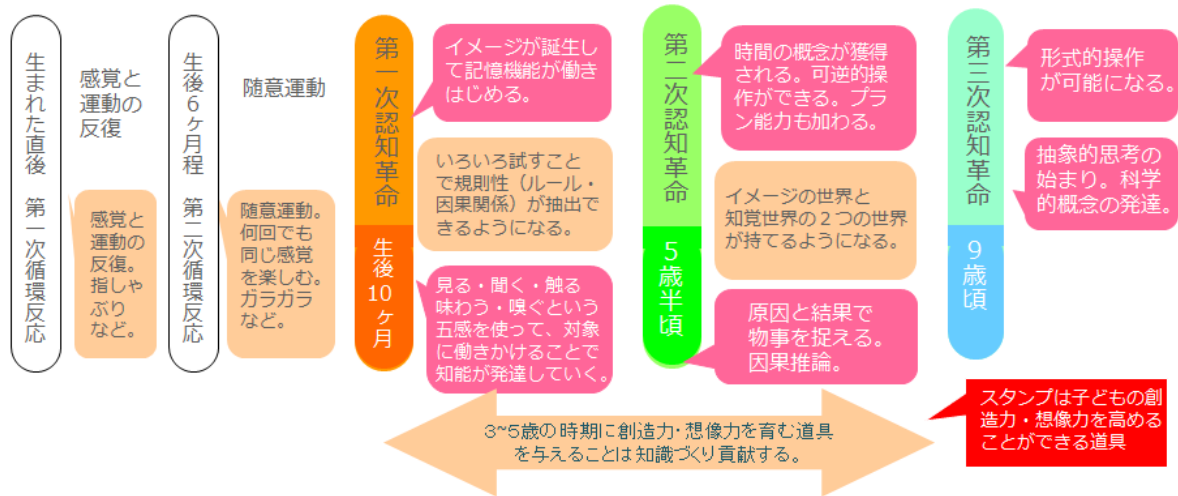 生まれた直後　第一次循環反応
感覚と
運動の
反復
感覚と
運動の
反復。
指しゃ
ぶり
など。
生後6ヶ月程　第二次循環反応
随意運動
随意運動。
何回でも
同じ感覚
を楽しむ。
ガラガラ
など。
第一次認知革命
生後10ヶ月
イメージが誕生し
て記憶機能が働き
はじめる。
いろいろ試すこと
で規則性（ルール・
因果関係）が抽出で
きるようになる。
見る・聞く・触る
味わう・嗅ぐという
五感を使って、対象
に働きかけることで
知能が発達していく。
第二次認知革命
5歳半頃
時間の概念が獲得
される。可逆的操
作ができる。プラ
ン能力も加わる。
イメージの世界と
知覚世界の２つの世界
が持てるようになる。
原因と結果で
物事を捉える。
因果推論。
第三次認知革命
9歳頃
形式的操作
が可能になる。
抽象的思考の
始まり。科学
的概念の発達。
3~5歳の時期に創造力・想像力を育む道具
を与えることは知識づくり貢献する。
スタンプは子どもの創
造力・想像力を高める
ことができる道具